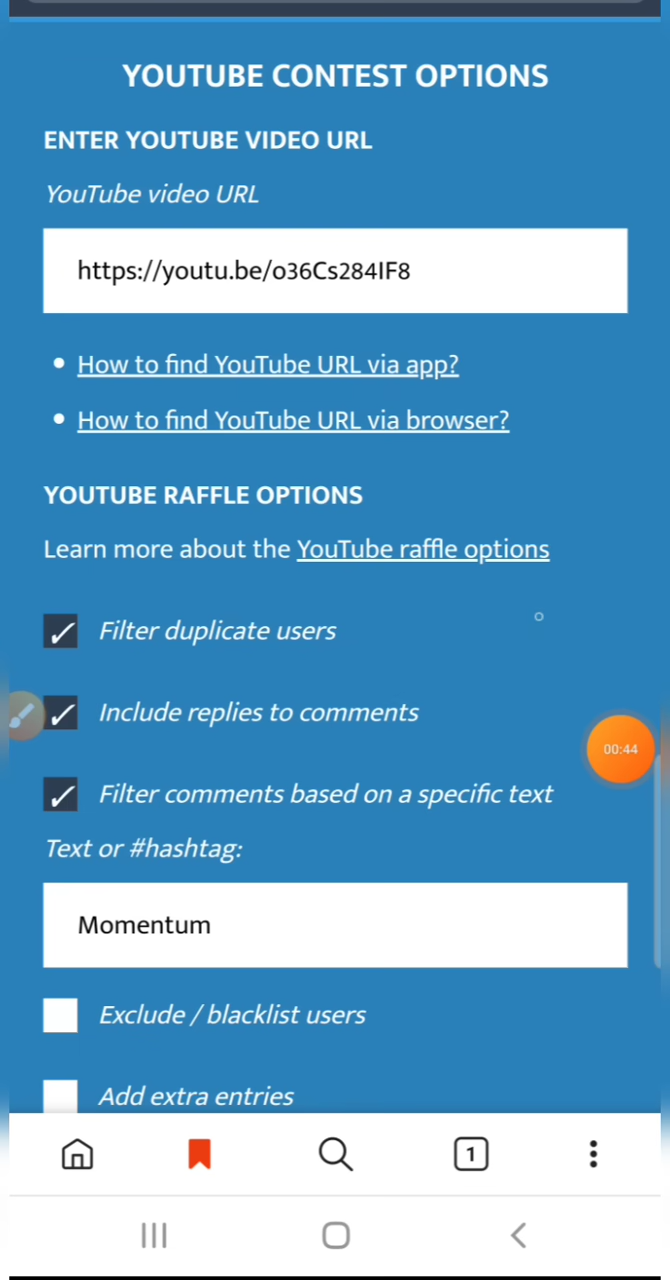 YOUTUBE CONTEST OPTIONS
ENTER YOUTUBE VIDEO URL
YouTube video URL
https://youtu.be/o36Cs284IF8
How to find YouTube URL via app?
How to find YouTube URL via browser?
YOUTUBE RAFFLE OPTIONS
Learn more about the YouTube raffle options
Filter duplicate users
Include replies to comments
00:44
Filter comments based on a specific text
Text or #hashtag:
Momentum
Exclude / blacklist users
Add extra entries
1